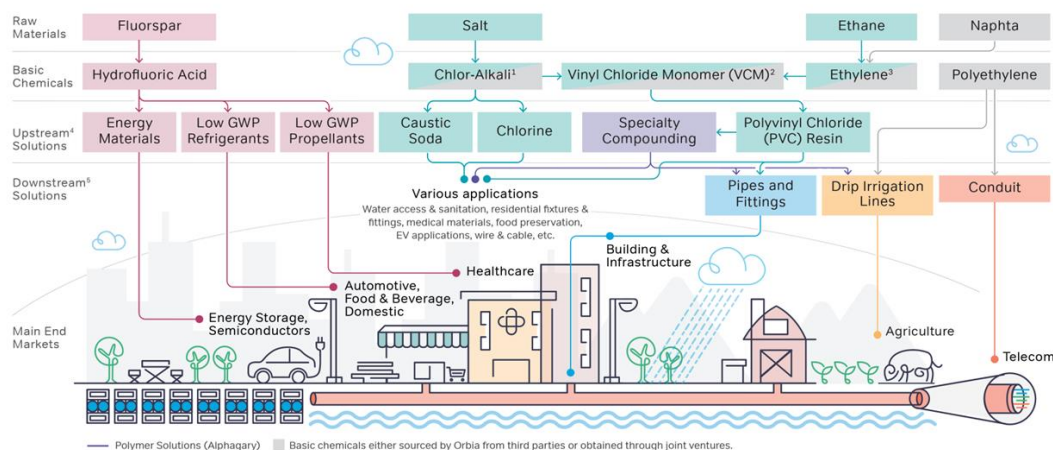 Raw
Materials
Fluorspar
Salt
Ethane
Naphta
Basic
Chemicals
Hydrofluoric Acid
Chlor-Alkali¹
Vinyl Chloride Monomer (VCM)²
Ethylene³
Polyethylene
Upstream⁴
Solutions
Energy
Materials
Low GWP
Refrigerants
Low GWP
Propellants
Caustic
Soda
Chlorine
Specialty
Compounding
Polyvinyl Chloride
(PVC) Resin
Downstream⁵
Solutions
Various applications
Water access & sanitation, residential fixtures &
fittings, medical materials, food preservation,
EV applications, wire & cable, etc.
Pipes and
Fittings
Drip Irrigation
Lines
Conduit
Building &
Infrastructure
Healthcare
Automotive,
Food & Beverage,
Domestic
Energy Storage,
Semiconductors
Main End
Markets
Agriculture
Telecom
Polymer Solutions (Alphagary)
Basic chemicals either sourced by Orbia from third parties or obtained through joint ventures.